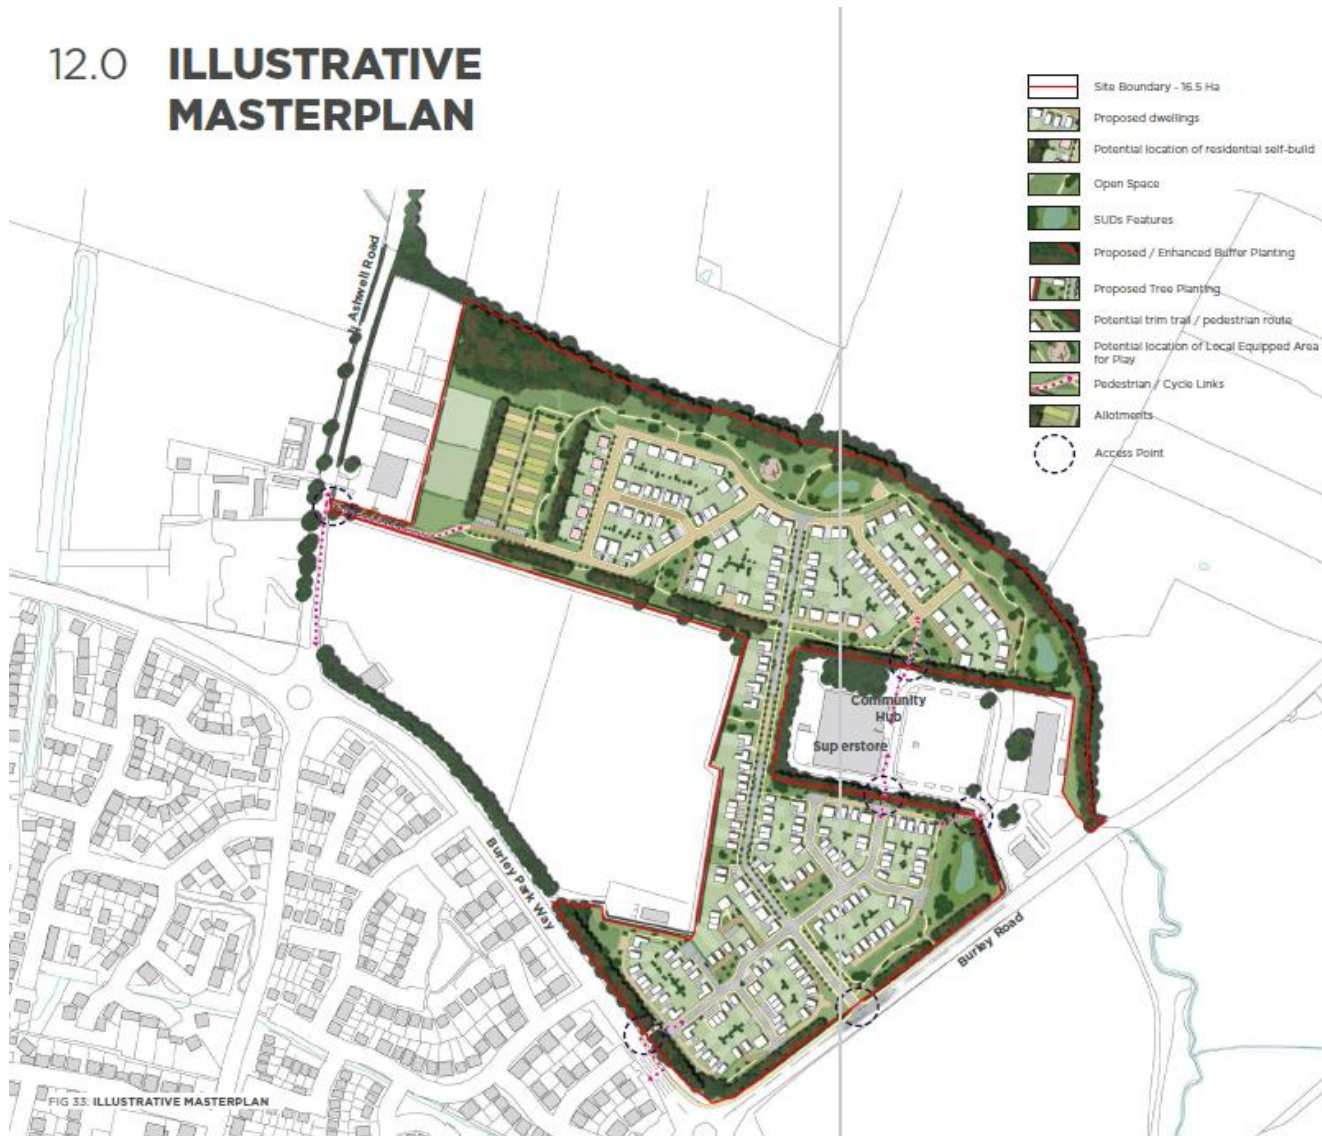 12.0 ILLUSTRATIVE
MASTERPLAN
Site Boundary - 16.5 Ha
Proposed dwellings
Potential location of residential self-build
Open Space
SUDs Features
Proposed / Enhanced Buffer Planting
Proposed Tree Planting
Potential trim trail / pedestrian route
Potential location of Local Equipped Area
for Play
Pedestrian / Cycle Links
Allotments
Access Point
Ashwell Road
Community
Hub
Superstore
Burley Park Way
Burley Road
FIG 33: ILLUSTRATIVE MASTERPLAN